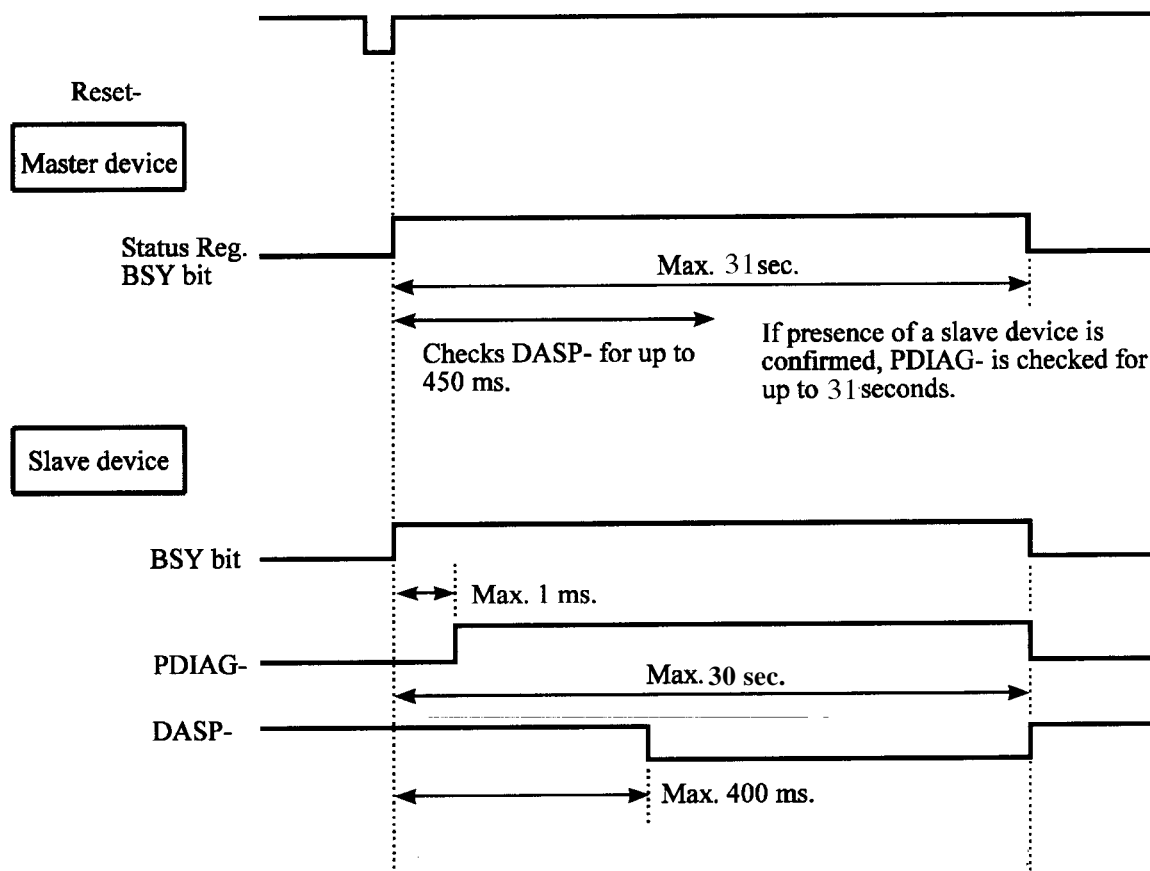 Reset-
Master device
Status Reg.
BSY bit
Max. 31 sec.
Checks DASP- for up to
450 ms.
If presence of a slave device is
confirmed, PDIAG- is checked for
up to 31 seconds.
Slave device
BSY bit
Max. 1 ms.
PDIAG-
Max. 30 sec.
DASP-
Max. 400 ms.